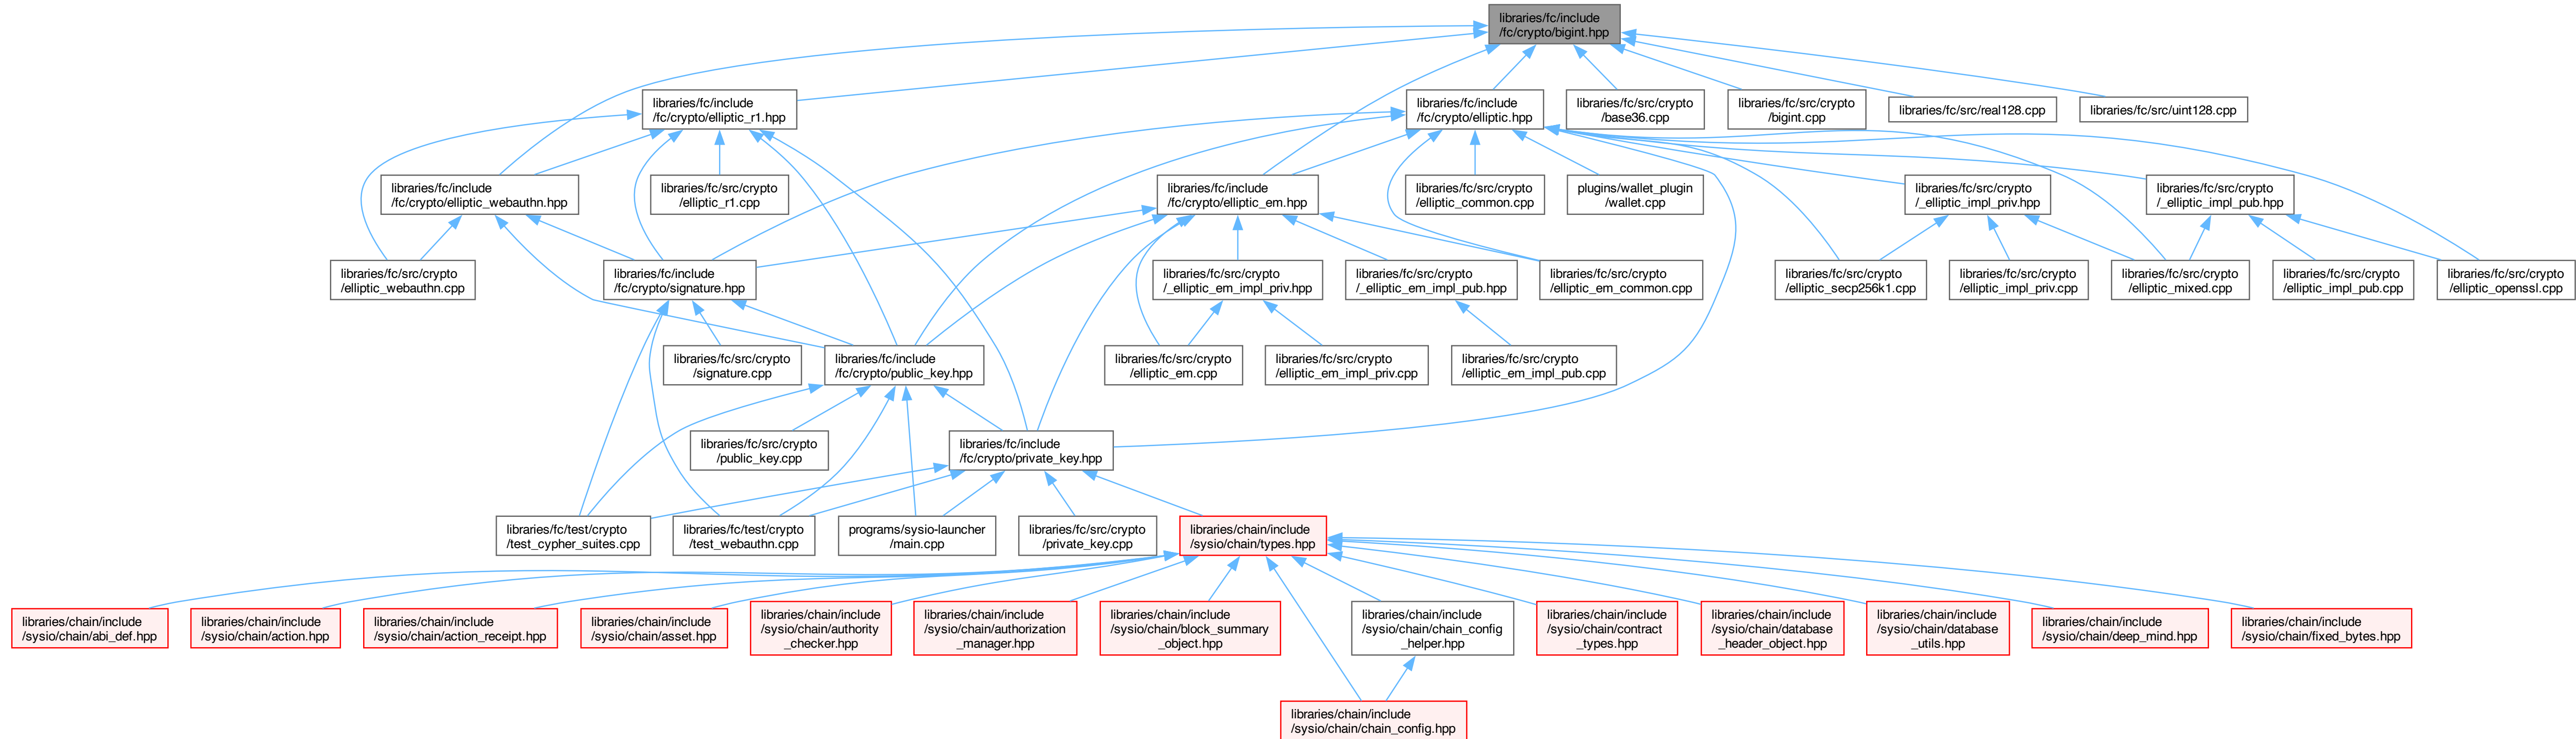 libraries/fc/include
/fc/crypto/bigint.hpp
libraries/fc/include
/fc/crypto/elliptic_r1.hpp
libraries/fc/include
/fc/crypto/elliptic.hpp
libraries/fc/src/crypto
/base36.cpp
libraries/fc/src/crypto
/bigint.cpp
libraries/fc/src/real128.cpp
libraries/fc/src/uint128.cpp
libraries/fc/include
/fc/crypto/elliptic_webauthn.hpp
libraries/fc/src/crypto
/elliptic_r1.cpp
libraries/fc/include
/fc/crypto/elliptic_em.hpp
libraries/fc/src/crypto
/elliptic_common.cpp
plugins/wallet_plugin
/wallet.cpp
libraries/fc/src/crypto
/_elliptic_impl_priv.hpp
libraries/fc/src/crypto
/_elliptic_impl_pub.hpp
libraries/fc/src/crypto
/elliptic_webauthn.cpp
libraries/fc/include
/fc/crypto/signature.hpp
libraries/fc/src/crypto
/_elliptic_em_impl_priv.hpp
libraries/fc/src/crypto
/_elliptic_em_impl_pub.hpp
libraries/fc/src/crypto
/elliptic_em_common.cpp
libraries/fc/src/crypto
/elliptic_secp256k1.cpp
libraries/fc/src/crypto
/elliptic_impl_priv.cpp
libraries/fc/src/crypto
/elliptic_mixed.cpp
libraries/fc/src/crypto
/elliptic_impl_pub.cpp
libraries/fc/src/crypto
/elliptic_openssl.cpp
libraries/fc/src/crypto
/signature.cpp
libraries/fc/include
/fc/crypto/public_key.hpp
libraries/fc/src/crypto
/elliptic_em.cpp
libraries/fc/src/crypto
/elliptic_em_impl_priv.cpp
libraries/fc/src/crypto
/elliptic_em_impl_pub.cpp
libraries/fc/src/crypto
/public_key.cpp
libraries/fc/include
/fc/crypto/private_key.hpp
libraries/fc/test/crypto
/test_cypher_suites.cpp
libraries/fc/test/crypto
/test_webauthn.cpp
programs/sysio-launcher
/main.cpp
libraries/fc/src/crypto
/private_key.cpp
libraries/chain/include
/sysio/chain/types.hpp
libraries/chain/include
/sysio/chain/abi_def.hpp
libraries/chain/include
/sysio/chain/action.hpp
libraries/chain/include
/sysio/chain/action_receipt.hpp
libraries/chain/include
/sysio/chain/asset.hpp
libraries/chain/include
/sysio/chain/authority
_checker.hpp
libraries/chain/include
/sysio/chain/authorization
_manager.hpp
libraries/chain/include
/sysio/chain/block_summary
_object.hpp
libraries/chain/include
/sysio/chain/chain_config
_helper.hpp
libraries/chain/include
/sysio/chain/contract
_types.hpp
libraries/chain/include
/sysio/chain/database
_header_object.hpp
libraries/chain/include
/sysio/chain/database
_utils.hpp
libraries/chain/include
/sysio/chain/deep_mind.hpp
libraries/chain/include
/sysio/chain/fixed_bytes.hpp
libraries/chain/include
/sysio/chain/chain_config.hpp